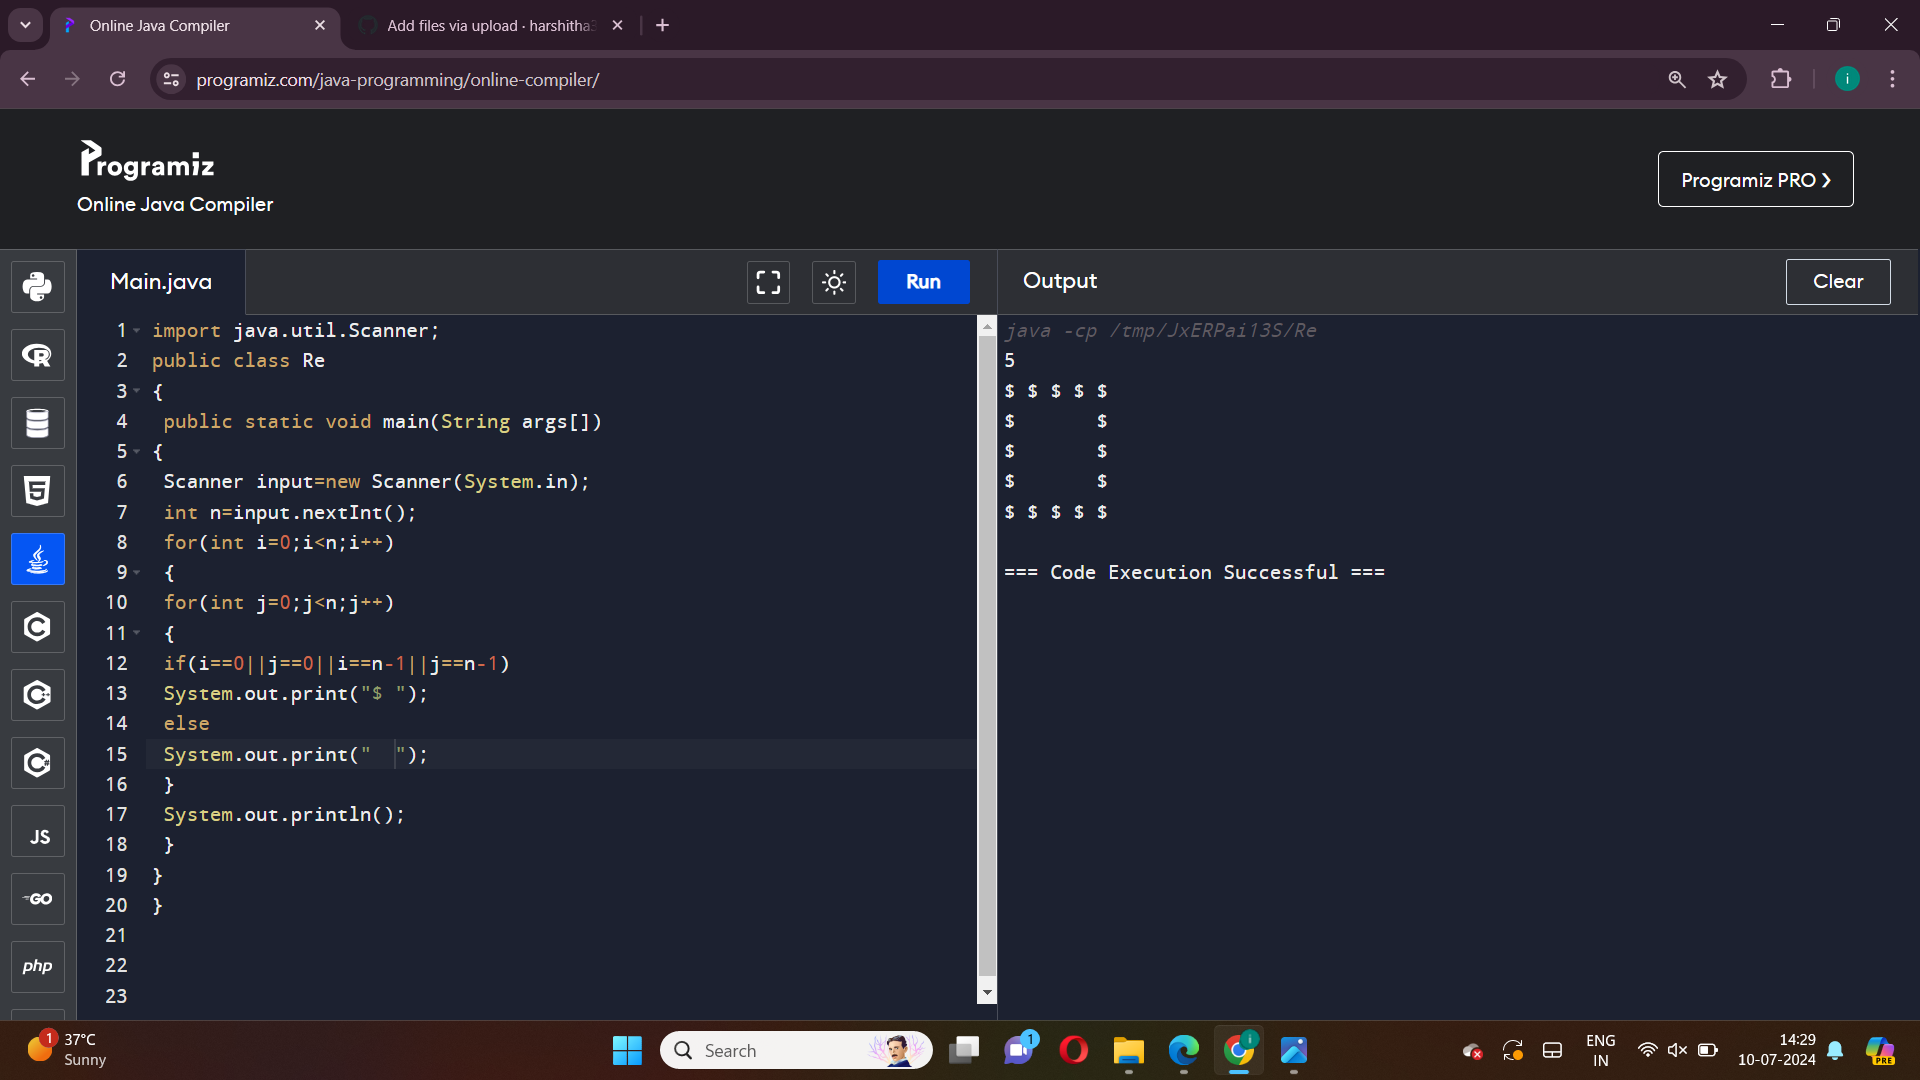 Online Java Compiler
Add files via upload · harshitha3
programiz.com/java-programming/online-compiler/
i
Programiz
Online Java Compiler
Programiz PRO ❯
Main.java
Run
Output
Clear
1 import java.util.Scanner;
2 public class Re
3 {
4  public static void main(String args[])
5 {
6  Scanner input=new Scanner(System.in);
7  int n=input.nextInt();
8  for(int i=0;i<n;i++)
9  {
10  for(int j=0;j<n;j++)
11  {
12  if(i==0||j==0||i==n-1||j==n-1)
13  System.out.print("$ ");
14  else
15  System.out.print("  ");
16  }
17  System.out.println();
18  }
19 }
20 }
21
22
23
java -cp /tmp/JxERPai13S/Re
5
$ $ $ $ $
$       $
$       $
$       $
$ $ $ $ $
=== Code Execution Successful ===
R
5
C
C++
C#
JS
GO
php
1
37°C
Sunny
Search
1
i
ENG
IN
14:29
10-07-2024
PRE